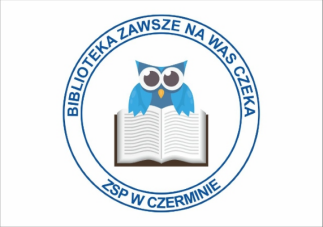 BIBLIOTEKA ZAWSZE NA WAS CZEKA
ZSP W CZERMINIE